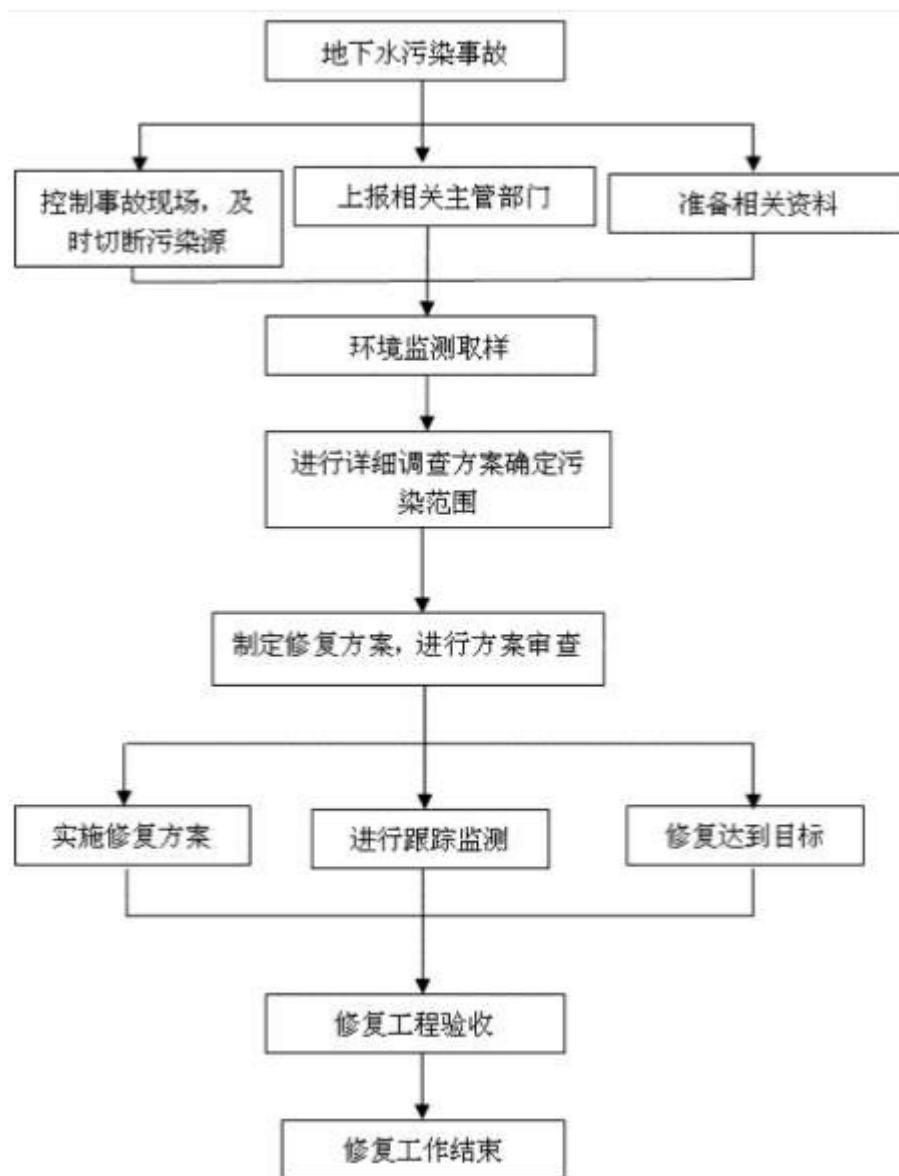 地下水污染事故
控制事故现场，及
时切断污染源
上报相关主管部门
准备相关资料
环境监测取样
进行详细调查方案确定污
染范围
制定修复方案，进行方案审查
实施修复方案
进行跟踪监测
修复达到目标
修复工程验收
修复工作结束